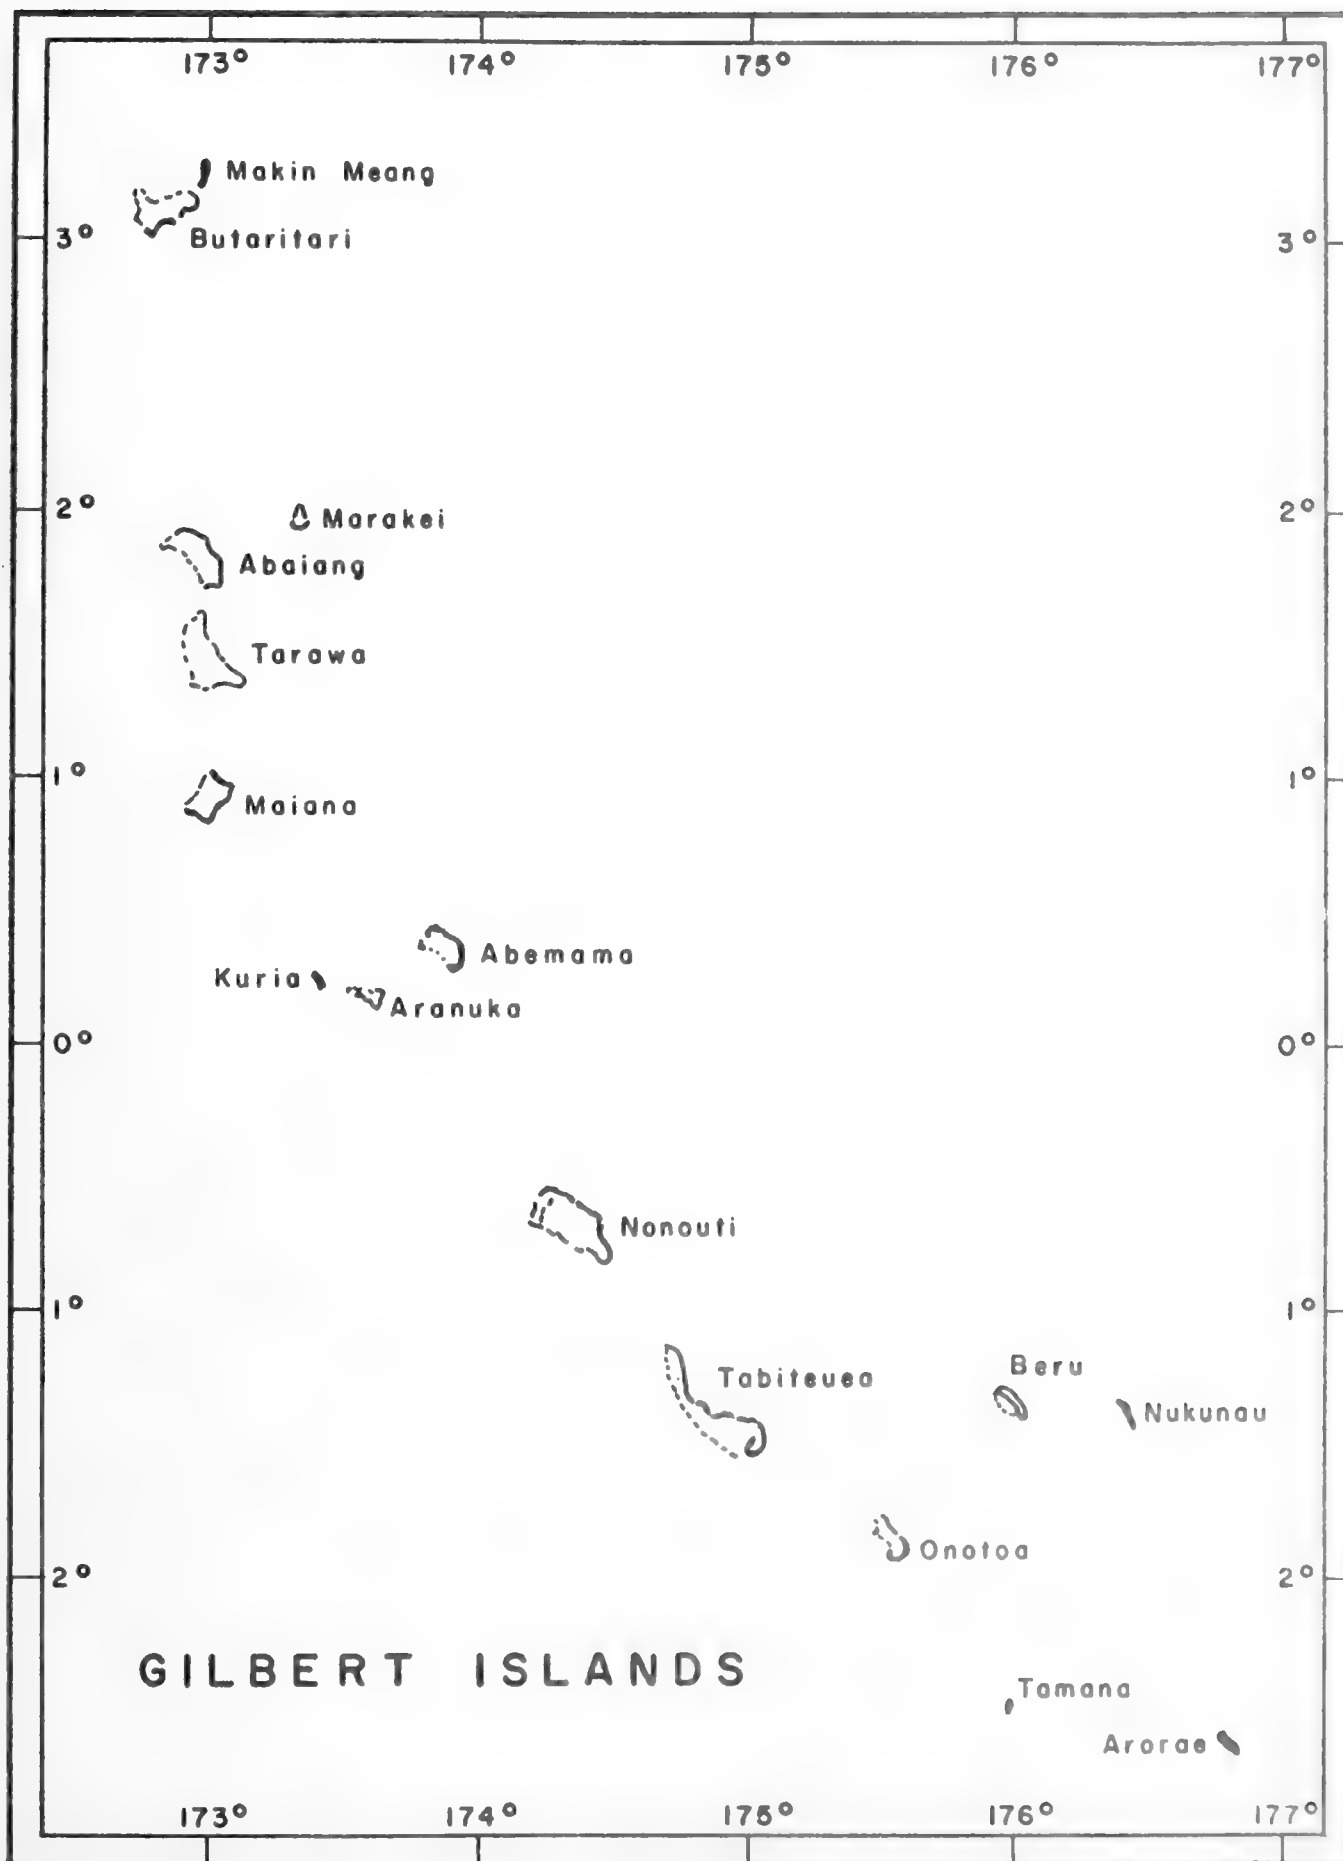 173° 174° 175° 176° 177°
Makin Meang
Butaritari
3° 3°
2° 2°
Marakei
Abaiang
Tarawa
1° 1°
Maiana
Abemama
Kuria
Aranuka
0° 0°
Nonouti
1° 1°
Beru
Tabiteuea
Nukunau
Onotoa
2° 2°
GILBERT ISLANDS
Tamana
Arorae
173° 174° 175° 176° 177°